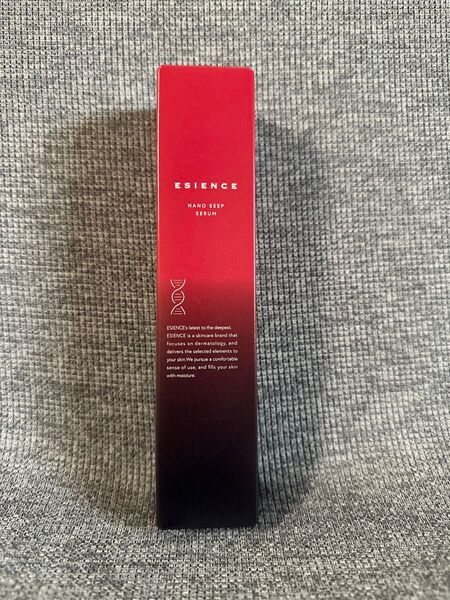 ESIENCE
NANO SEEP
SERUM
ESIENCE's latest to the deepest.
ESIENCE is a skincare brand that
focuses on dermatology, and
delivers the selected elements to
your skin.We pursue a comfortable
sense of use, and fills your skin
with moisture.